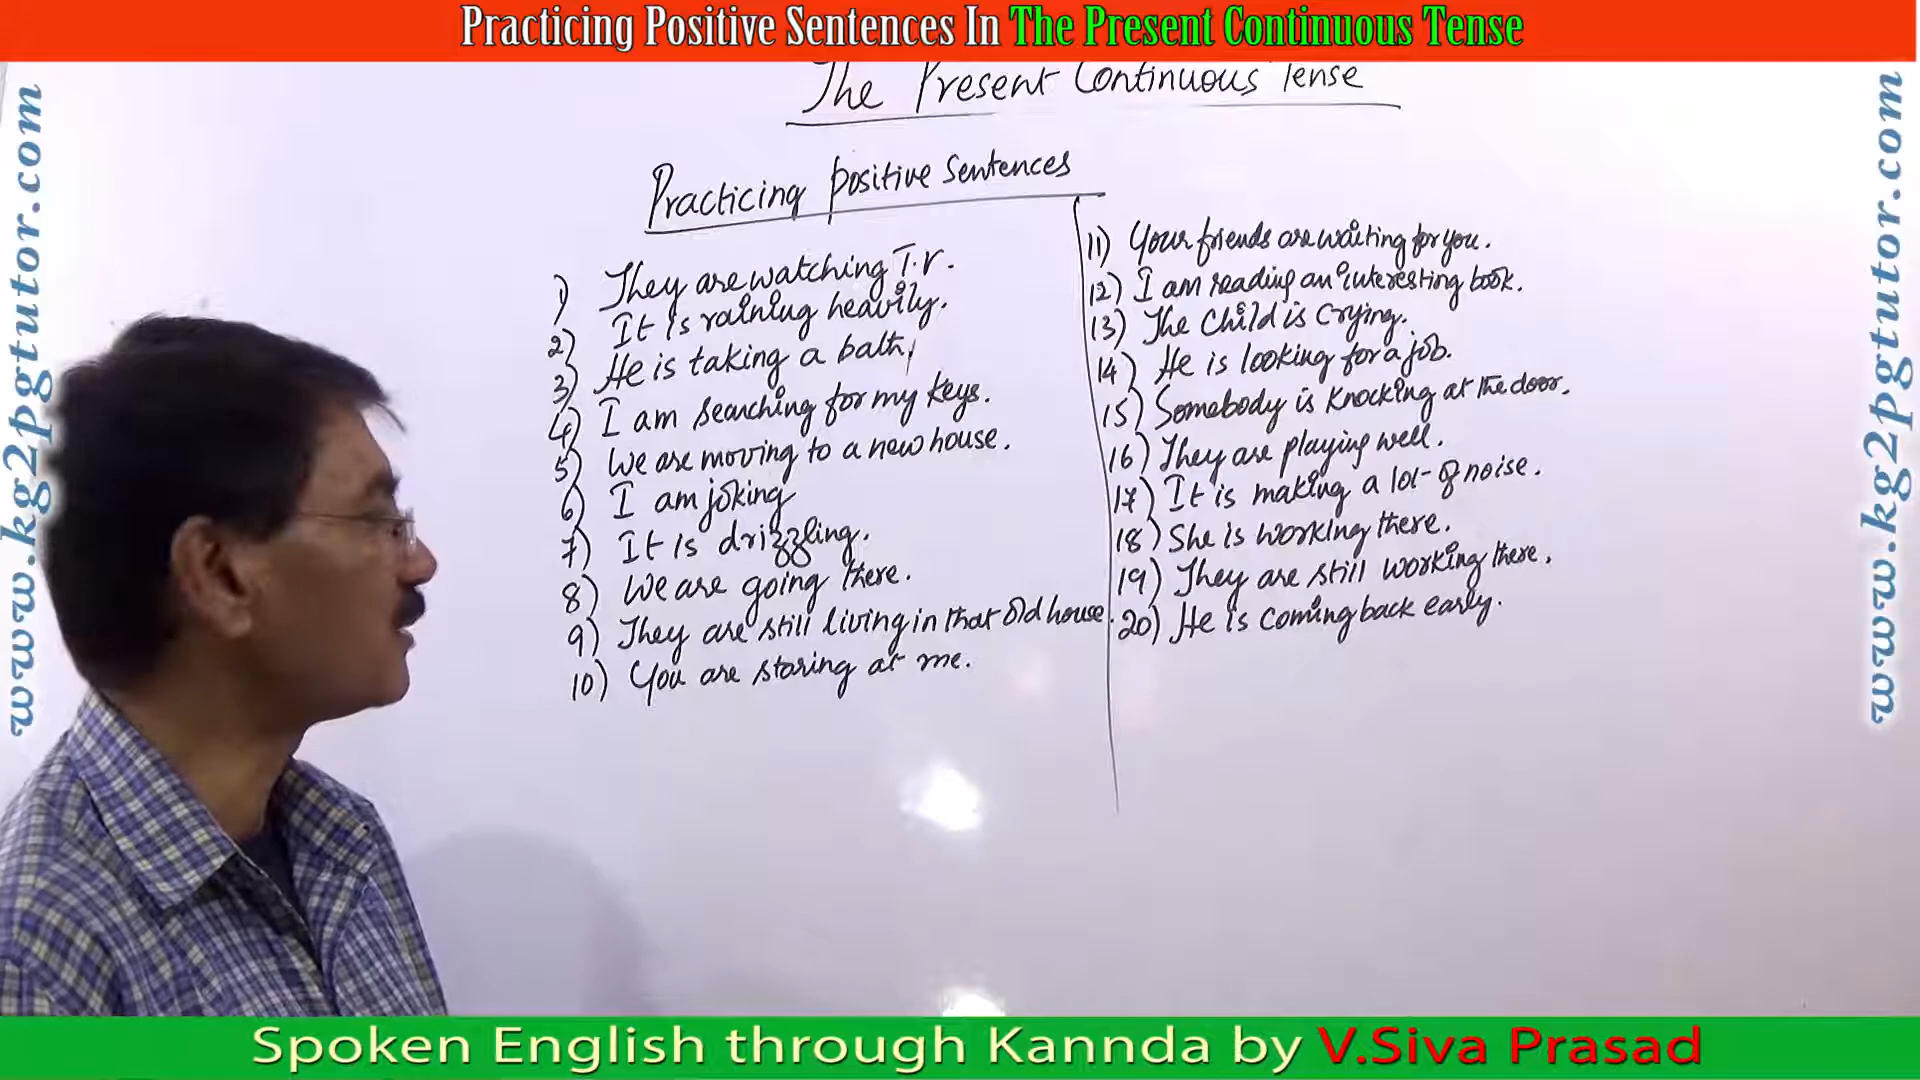 Practicing Positive Sentences In The Present Continuous Tense
The Present Continuous Tense
Practicing positive sentences
1) They are watching T.V.
2) It is raining heavily.
3) He is taking a bath.
4) I am searching for my keys.
5) We are moving to a new house.
6) I am joking
7) It is drizzling.
8) We are going there.
9) They are still living in that old house.
10) You are staring at me.
11) Your friends are waiting for you.
12) I am reading an interesting book.
13) The child is crying.
14) He is looking for a job.
15) Somebody is knocking at the door.
16) They are playing well.
17) It is making a lot of noise.
18) She is working there.
19) They are still working there.
20) He is coming back early.
www.kg2pgtutor.com
www.kg2pgtutor.com
Spoken English through Kannda by V.Siva Prasad